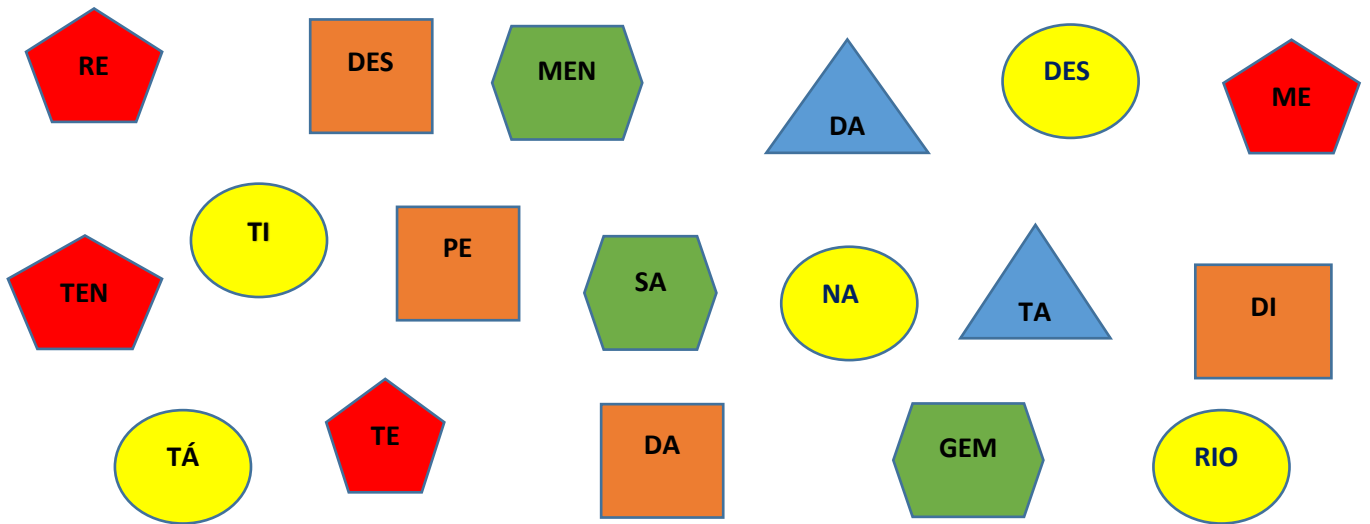 RE
DES
MEN
DA
DES
ME
TI
PE
TEN
SA
NA
TA
DI
TÁ
TE
DA
GEM
RIO